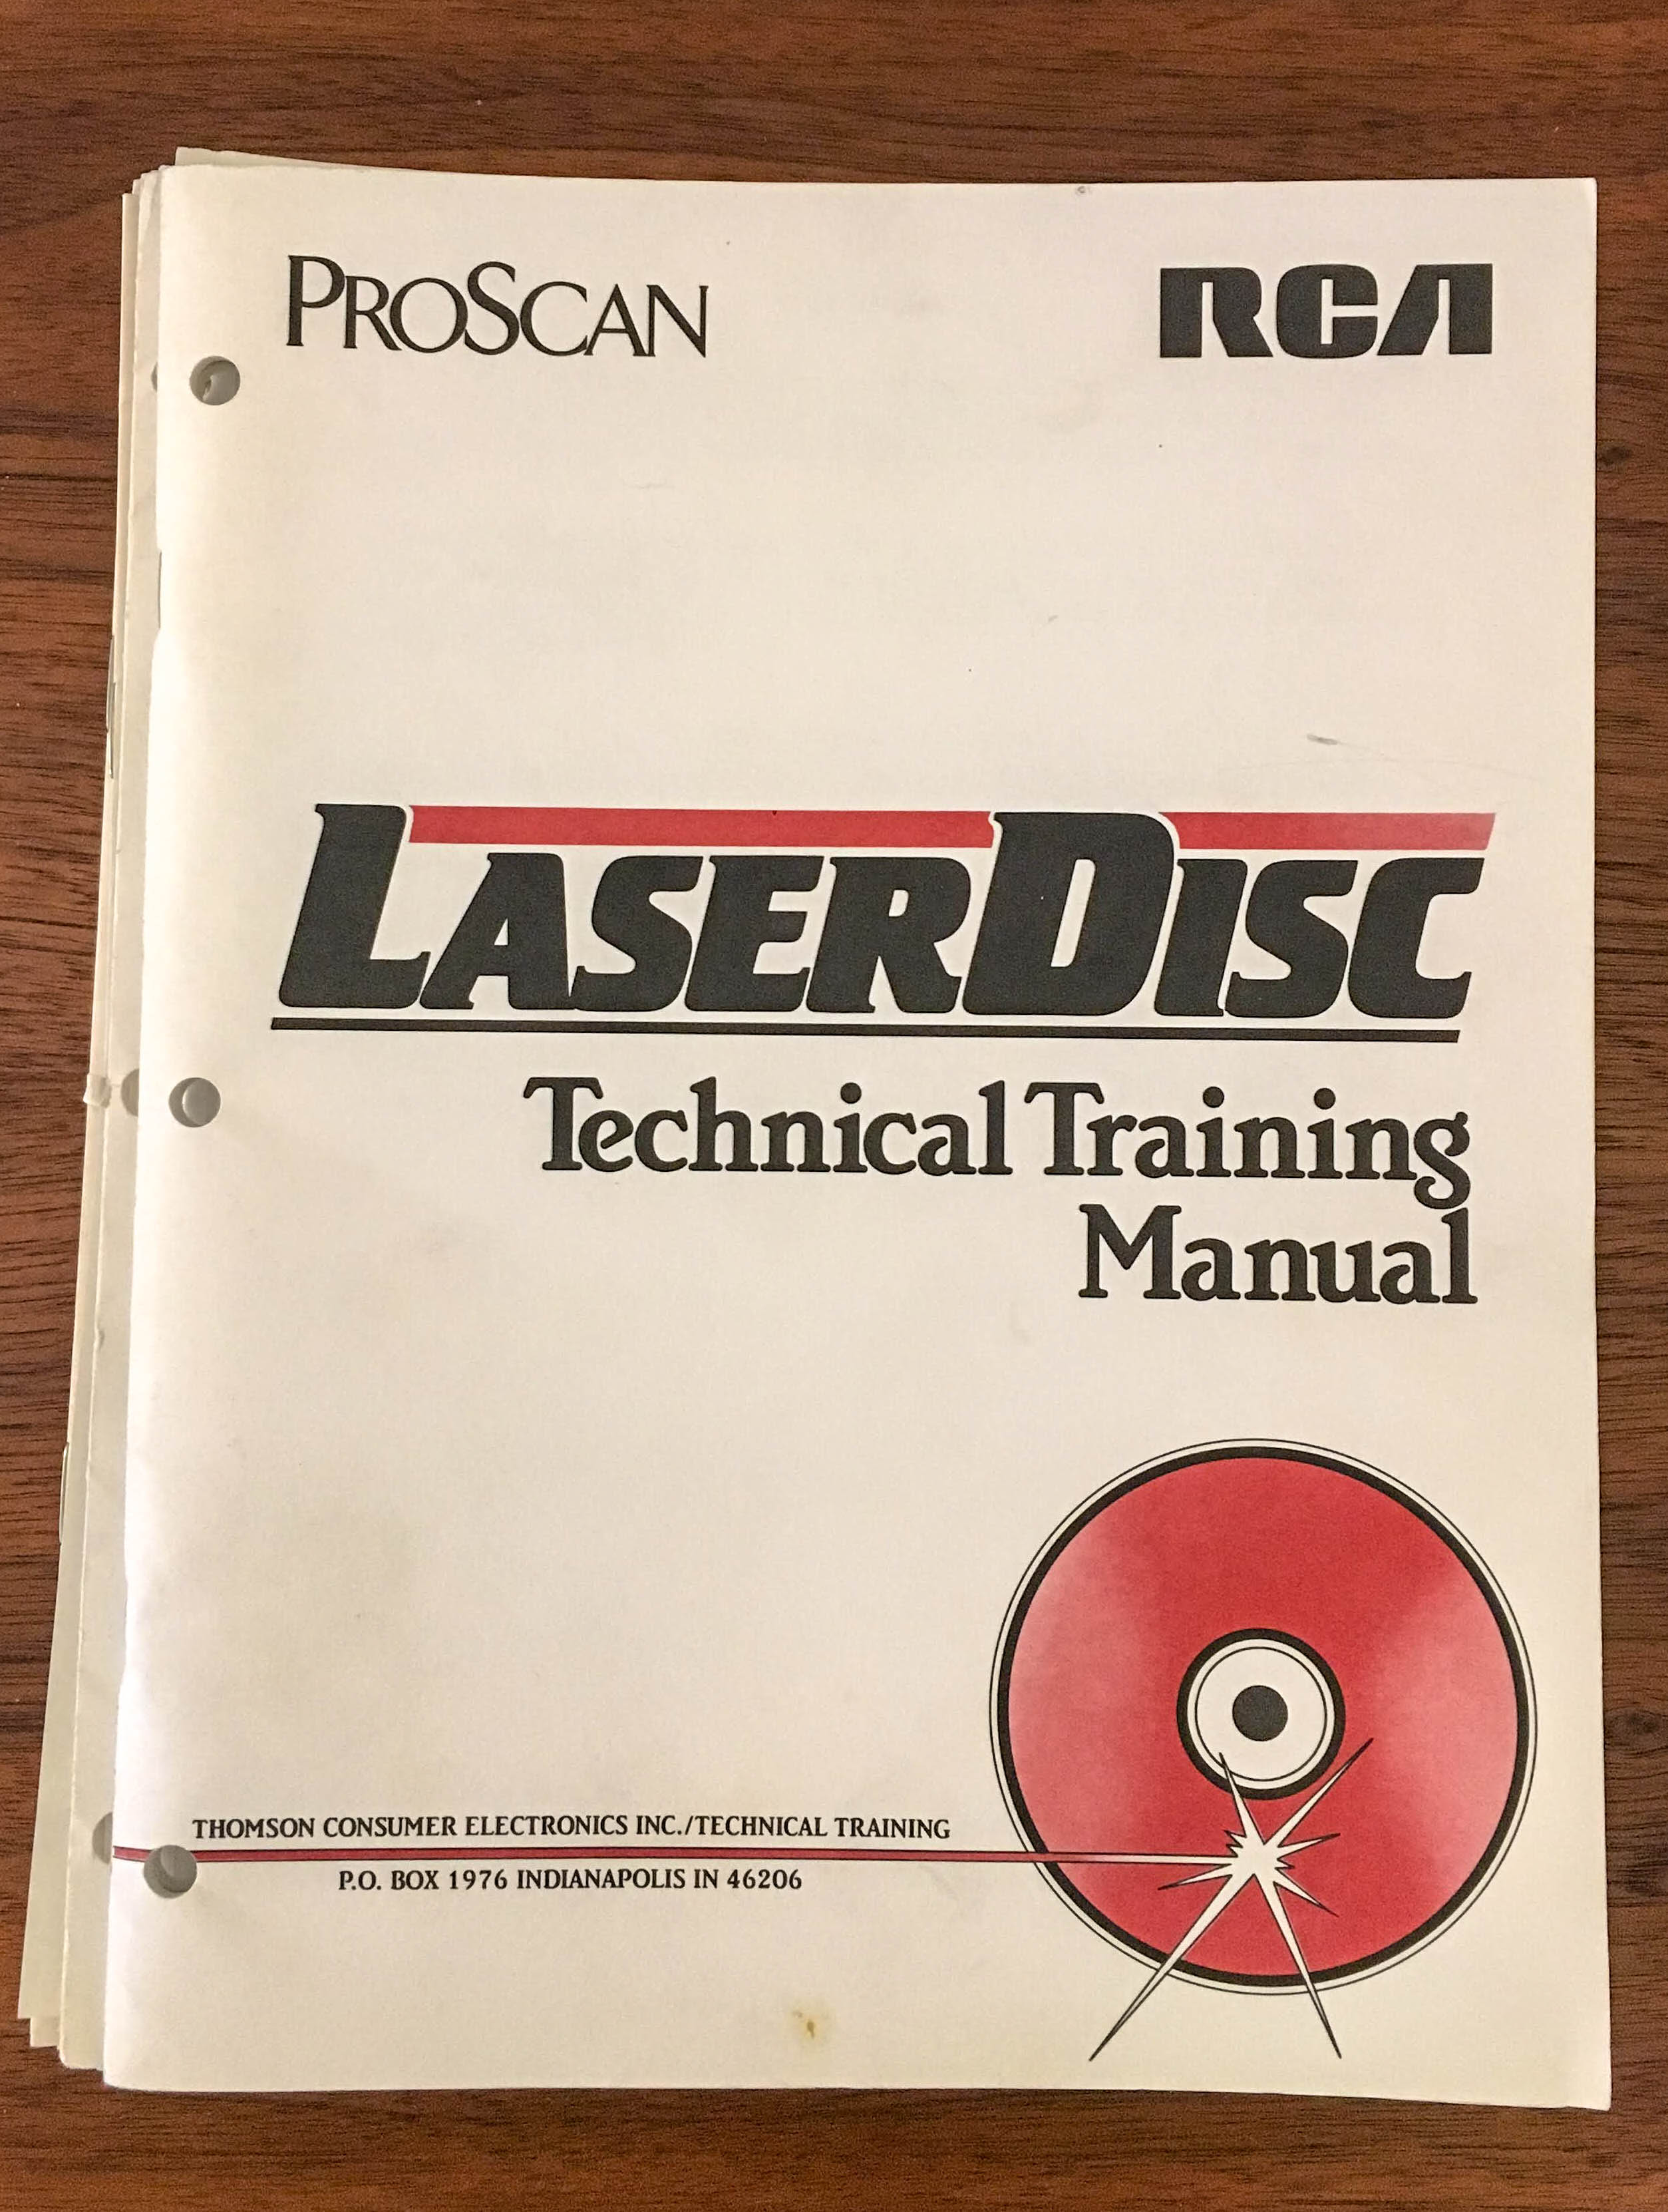 PROSCAN
RCA
LASERDISC
Technical Training
Manual
THOMSON CONSUMER ELECTRONICS INC./TECHNICAL TRAINING
P.O. BOX 1976 INDIANAPOLIS IN 46206